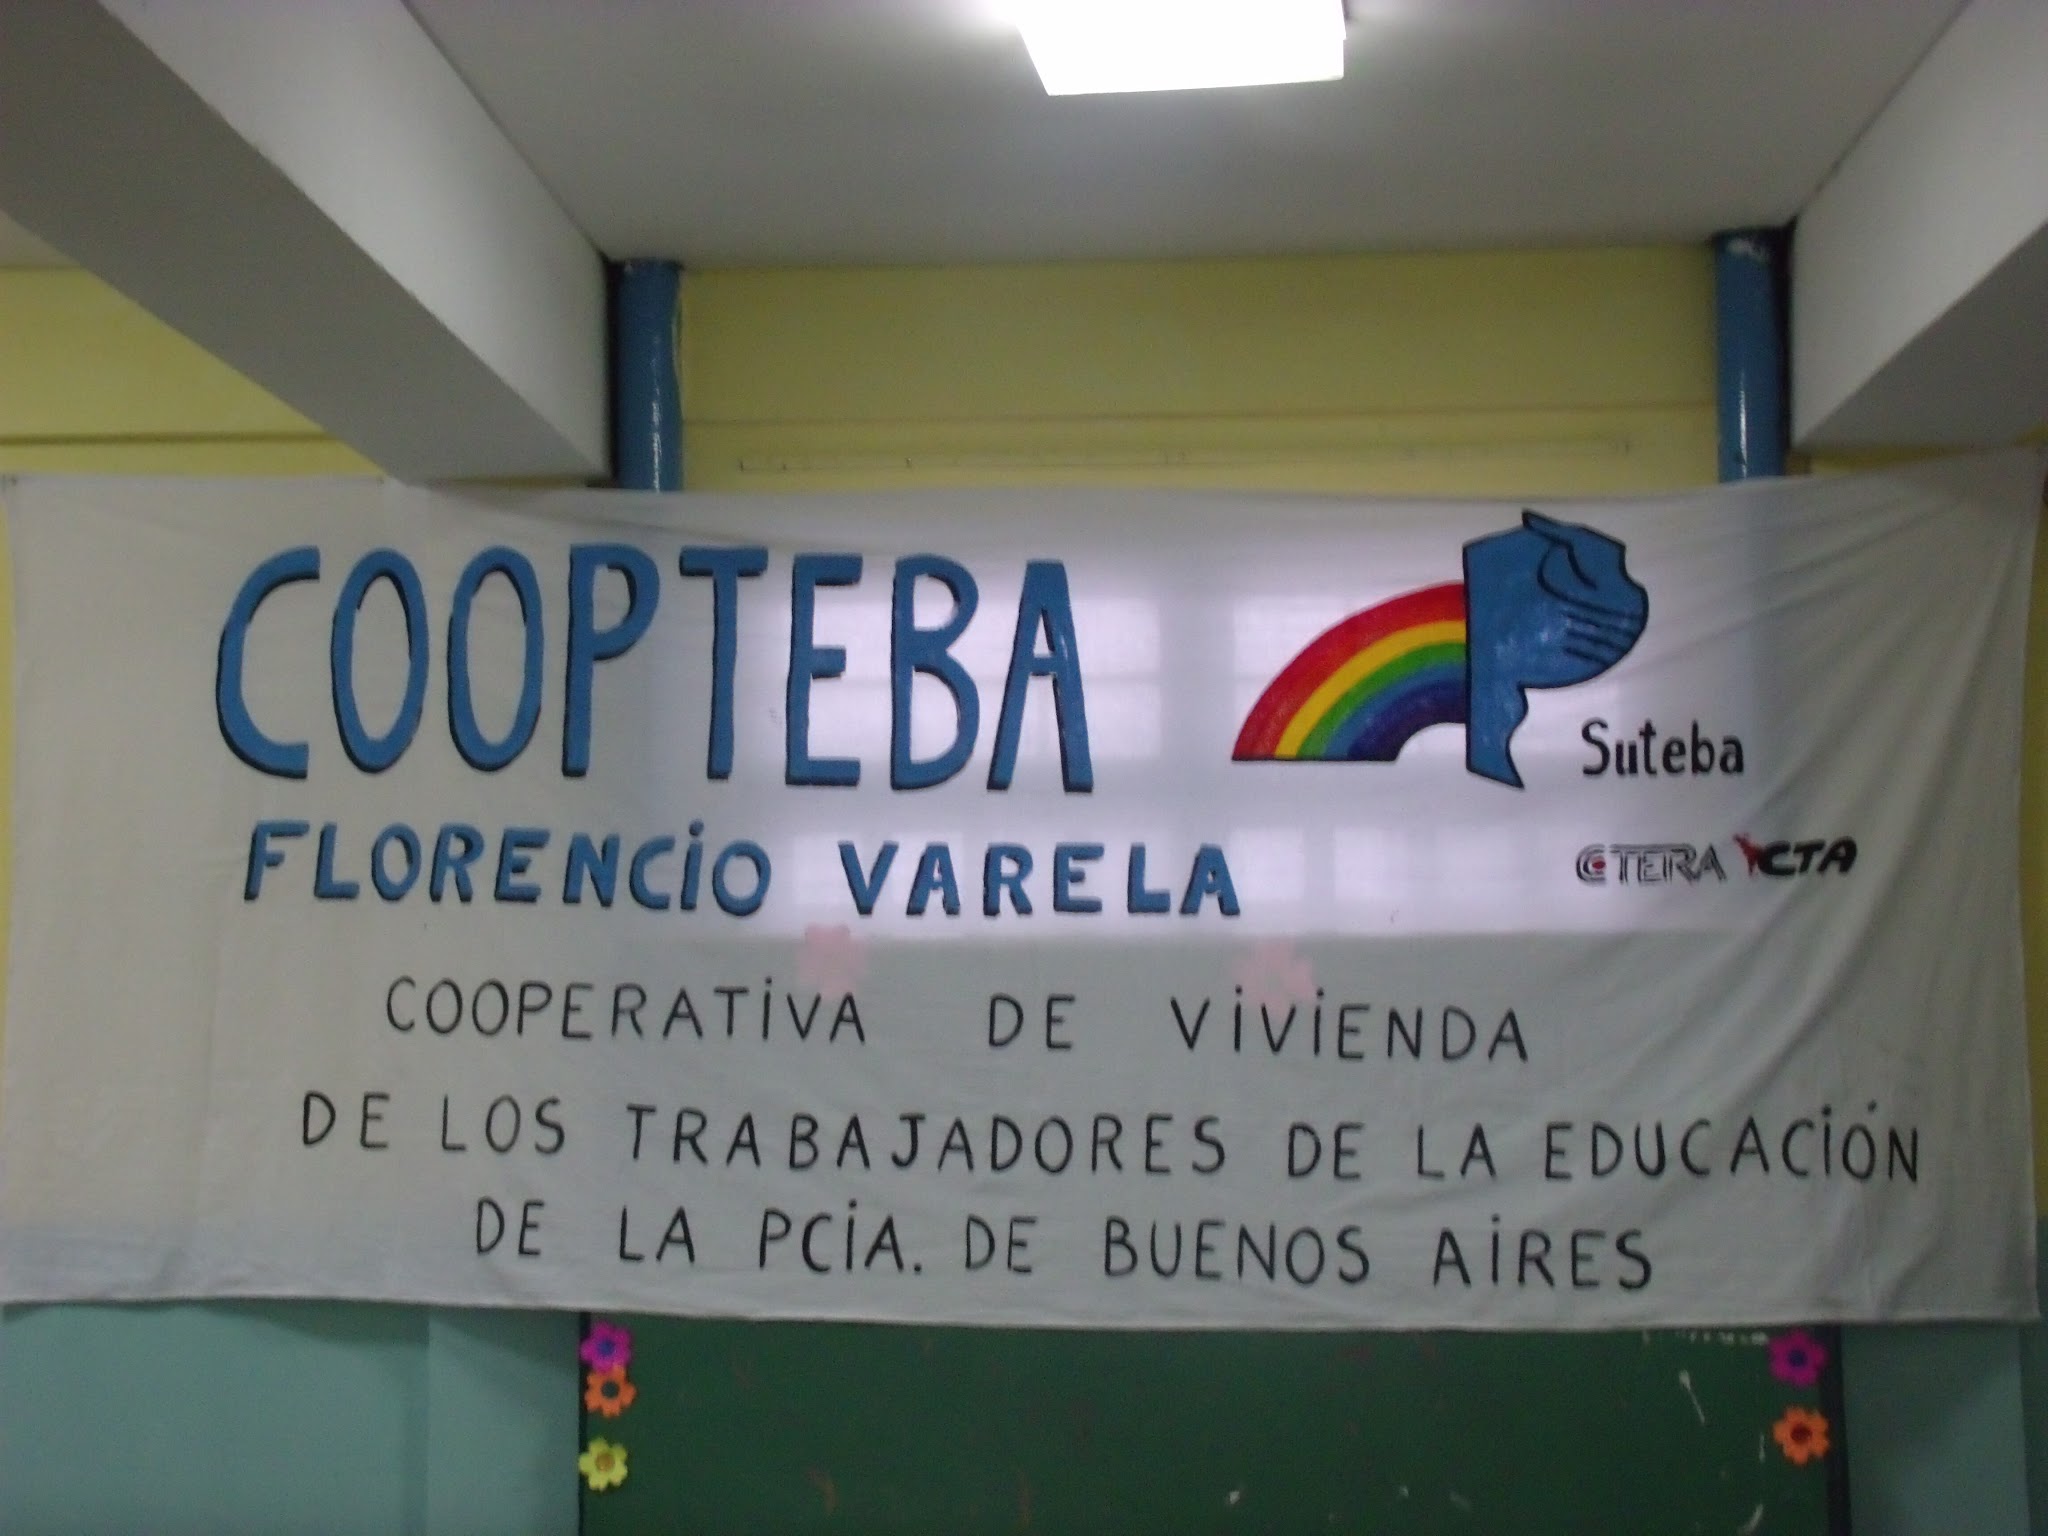 COOPTEBA
FLORENCIO VARELA
Suteba
CTERA CTA
COOPERATIVA DE VIVIENDA
DE LOS TRABAJADORES DE LA EDUCACIÓN
DE LA PCIA. DE BUENOS AIRES